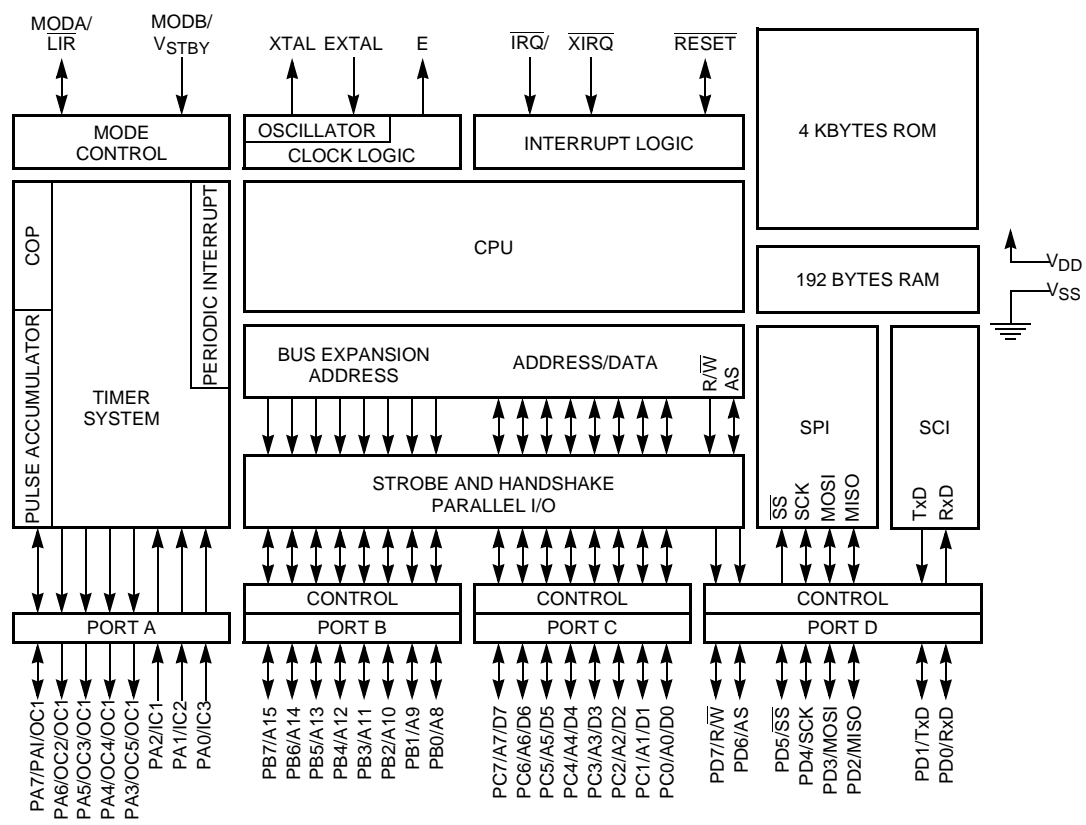 MODA/
LIR
MODB/
VSTBY
XTAL EXTAL E
IRQ/ XIRQ RESET
MODE
CONTROL
OSCILLATOR
CLOCK LOGIC
INTERRUPT LOGIC
4 KBYTES ROM
COP
PULSE ACCUMULATOR
TIMER
SYSTEM
PERIODIC INTERRUPT
CPU
192 BYTES RAM
VDD
VSS
BUS EXPANSION
ADDRESS
ADDRESS/DATA
R/W
AS
STROBE AND HANDSHAKE
PARALLEL I/O
SPI
SS
SCK
MOSI
MISO
SCI
TxD
RxD
CONTROL
CONTROL
CONTROL
PORT A
PORT B
PORT C
PORT D
PA7/PAI/OC1
PA6/OC2/OC1
PA5/OC3/OC1
PA4/OC4/OC1
PA3/OC5/OC1
PA2/IC1
PA1/IC2
PA0/IC3
PB7/A15
PB6/A14
PB5/A13
PB4/A12
PB3/A11
PB2/A10
PB1/A9
PB0/A8
PC7/A7/D7
PC6/A6/D6
PC5/A5/D5
PC4/A4/D4
PC3/A3/D3
PC2/A2/D2
PC1/A1/D1
PC0/A0/D0
PD7/R/W
PD6/AS
PD5/SS
PD4/SCK
PD3/MOSI
PD2/MISO
PD1/TxD
PD0/RxD